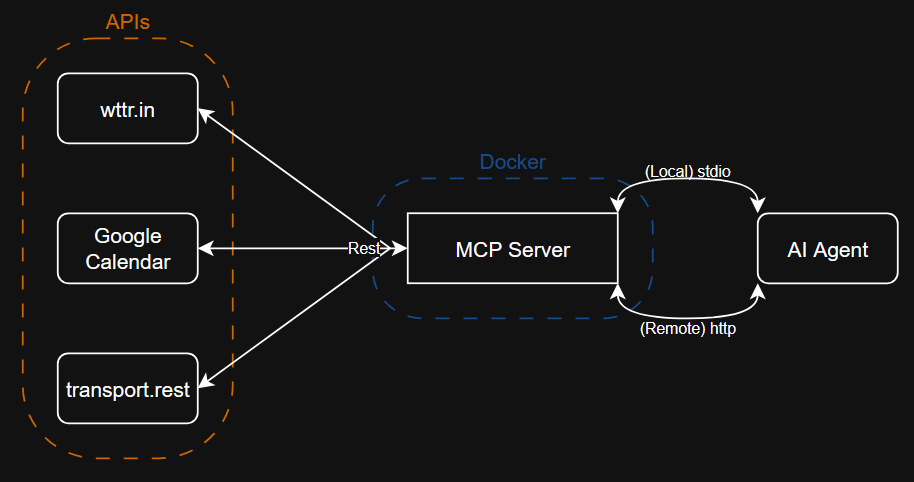 APIs
wttr.in
Docker
(Local) stdio
Google
Calendar
Rest
MCP Server
AI Agent
(Remote) http
transport.rest